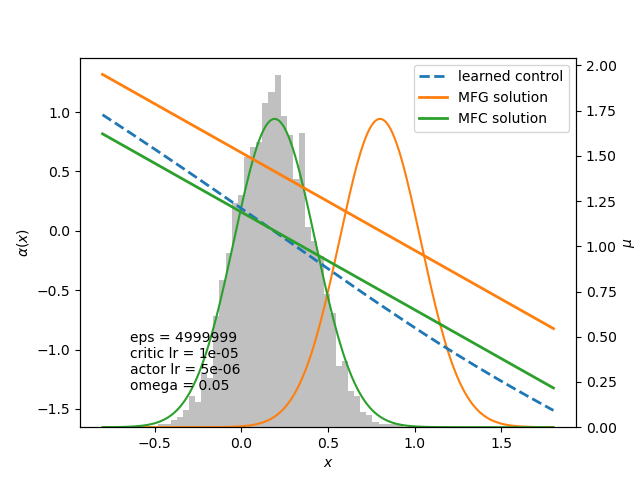 learned control
MFG solution
MFC solution
eps = 4999999
critic lr = 1e-05
actor lr = 5e-06
omega = 0.05
α(x)
1.0
0.5
0.0
−0.5
−1.0
−1.5
−0.5
0.0
0.5
1.0
1.5
x
2.00
1.75
1.50
1.25
1.00
0.75
0.50
0.25
0.00
μ